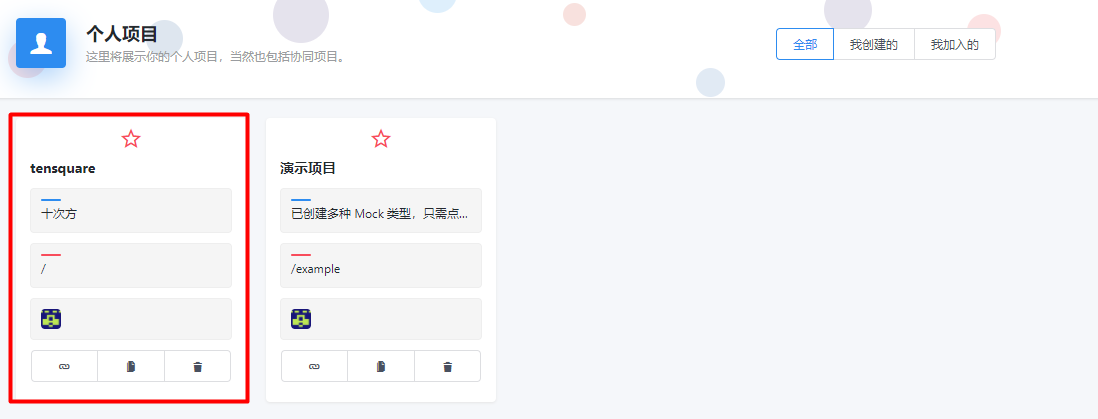 个人项目
这里将展示你的个人项目，当然也包括协同项目。
全部 我创建的 我加入的
tensquare
十次方
/
演示项目
已创建多种 Mock 类型，只需点...
/example